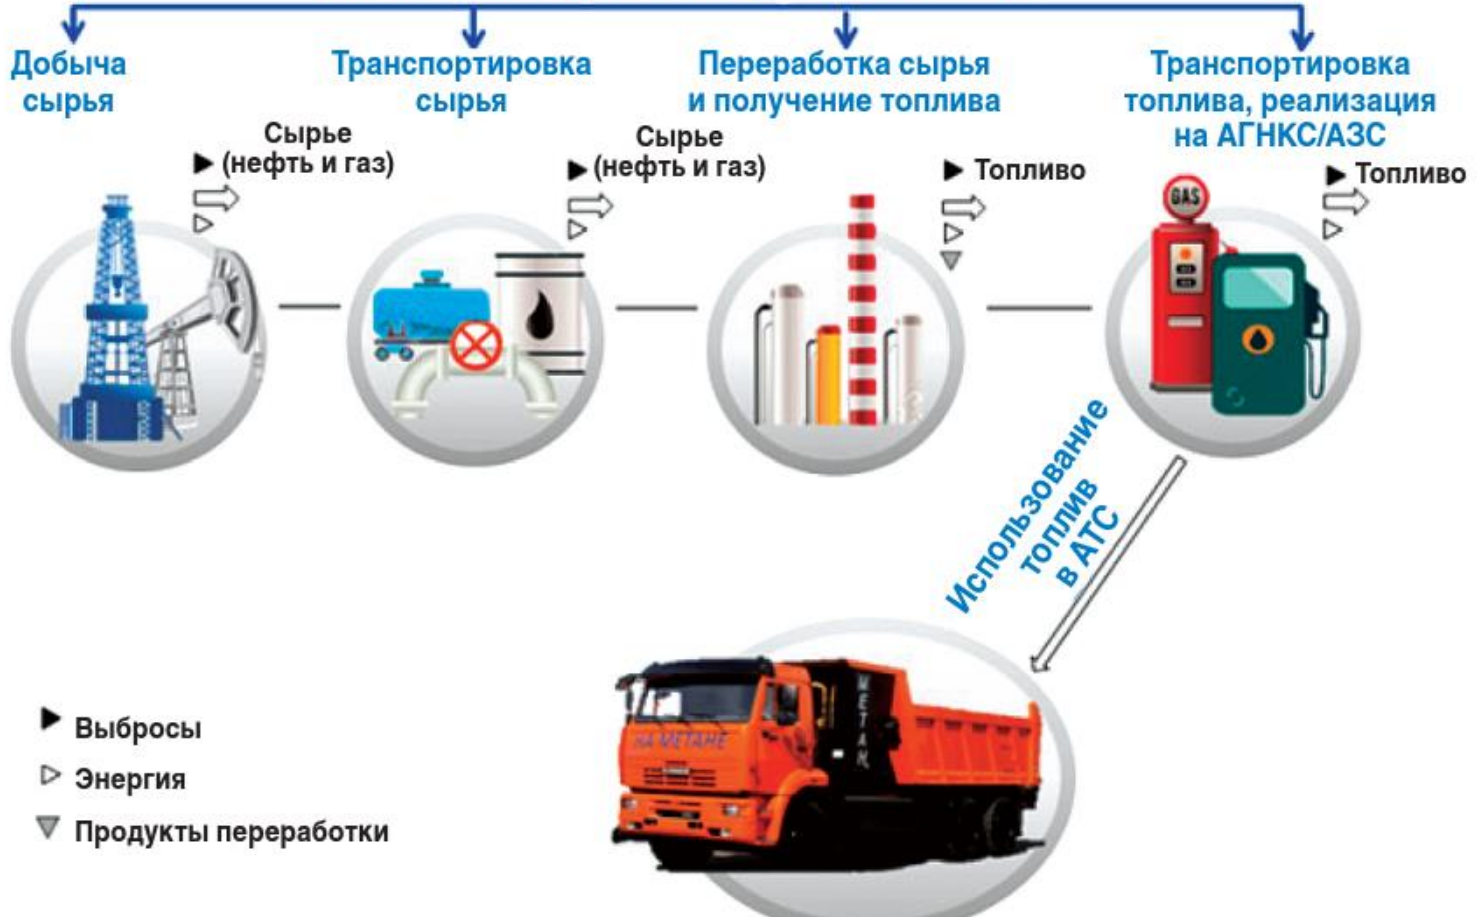 Добыча
сырья
Транспортировка
сырья
Переработка сырья
и получение топлива
Транспортировка
топлива, реализация
на АГНКС/АЗС
Сырье
(нефть и газ)
Сырье
(нефть и газ)
Топливо
Топливо
GAS
Использование
топлив
в АТС
НА МЕТАНЕ
МЕТАН
Выбросы
Энергия
Продукты переработки